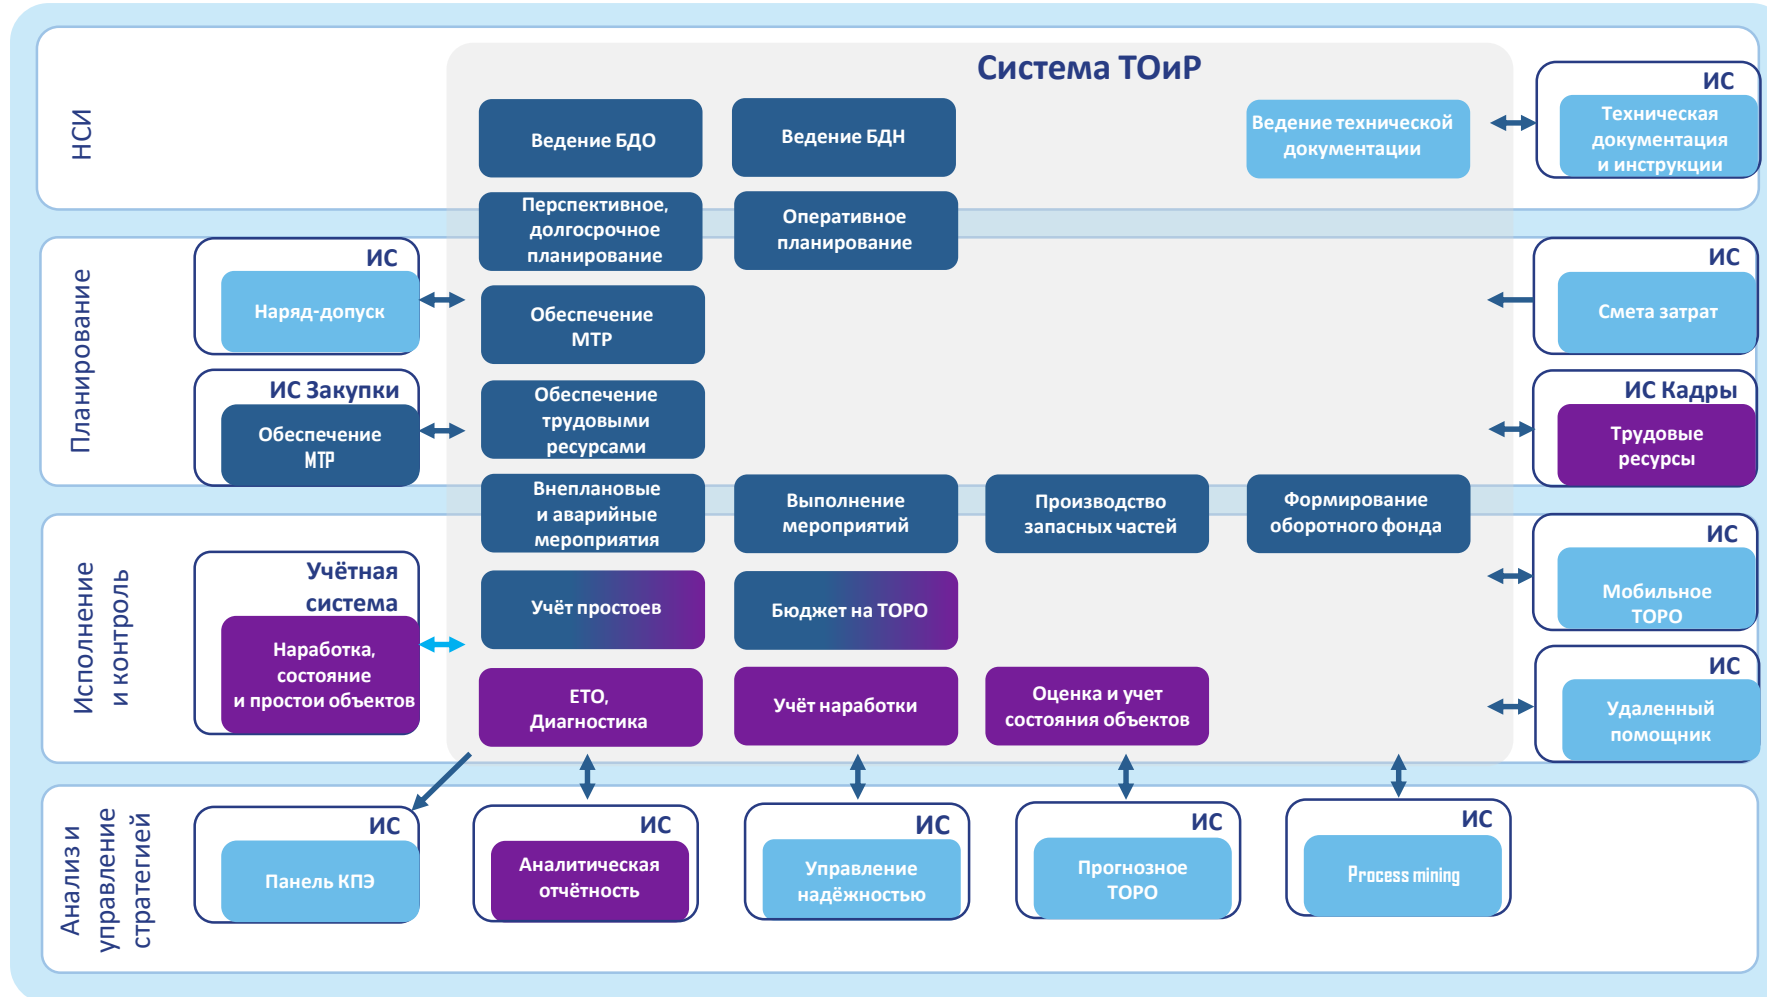 Система ТОиР
НСИ
Ведение БДО
Ведение БДН
Ведение технической
документации
ИС
Техническая
документация
и инструкции
Перспективное,
долгосрочное
планирование
Оперативное
планирование
Планирование
ИС
Наряд-допуск
Обеспечение
МТР
ИС
Смета затрат
ИС Закупки
Обеспечение
МТР
Обеспечение
трудовыми
ресурсами
ИС Кадры
Трудовые
ресурсы
Внеплановые
и аварийные
мероприятия
Выполнение
мероприятий
Производство
запасных частей
Формирование
оборотного фонда
Исполнение
и контроль
Учётная
система
Наработка,
состояние
и простои объектов
Учёт простоев
Бюджет на ТОРО
ИС
Мобильное
ТОРО
ЕТО,
Диагностика
Учёт наработки
Оценка и учет
состояния объектов
ИС
Удаленный
помощник
Анализ и
управление
стратегией
ИС
Панель КПЭ
ИС
Аналитическая
отчётность
ИС
Управление
надёжностью
ИС
Прогнозное
ТОРО
ИС
Process mining